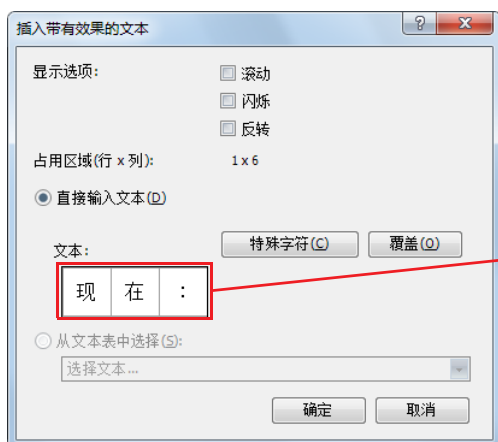 插入带有效果的文本
显示选项:
滚动
闪烁
反转
占用区域(行 x 列): 1 x 6
直接输入文本(D)
文本: 特殊字符(C) 覆盖(O)
现 在 :
从文本表中选择(S):
选择文本...
确定 取消